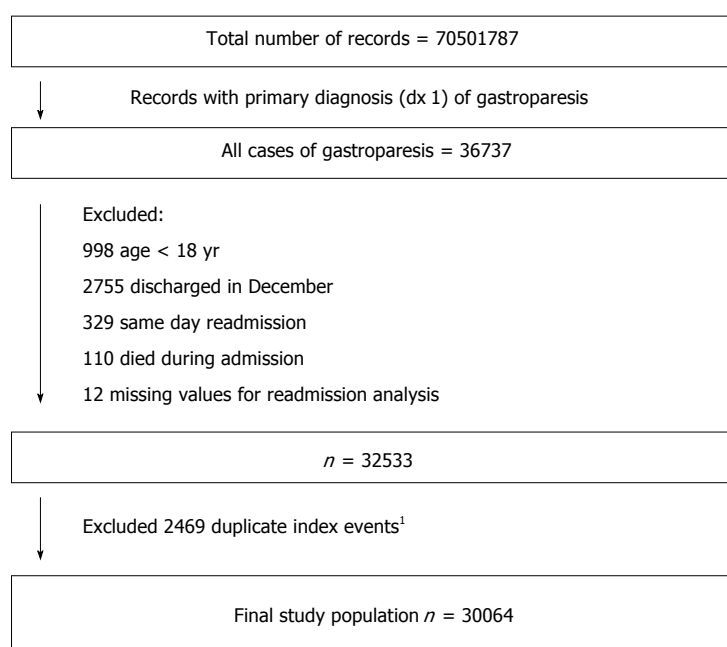 Total number of records = 70501787
Records with primary diagnosis (dx 1) of gastroparesis
All cases of gastroparesis = 36737
Excluded:
998 age < 18 yr
2755 discharged in December
329 same day readmission
110 died during admission
12 missing values for readmission analysis
n = 32533
Excluded 2469 duplicate index events¹
Final study population n = 30064